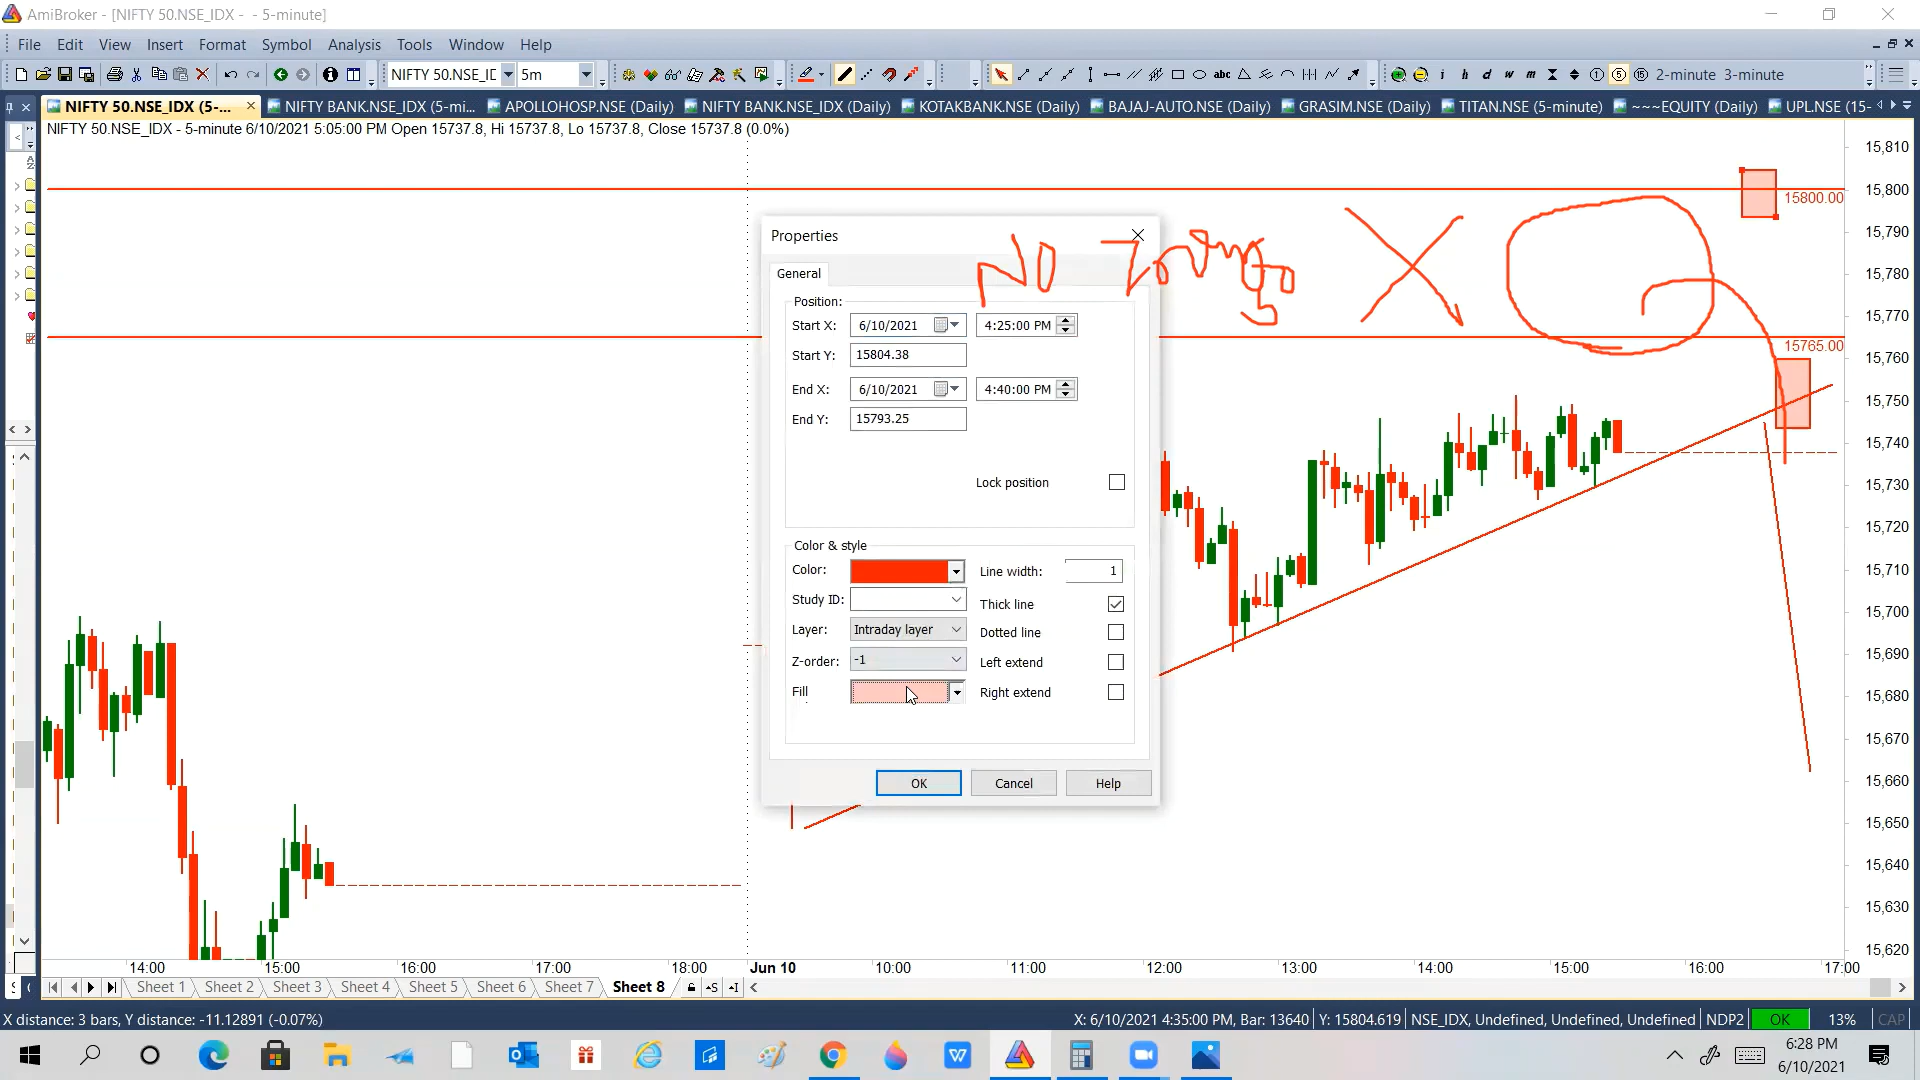 AmiBroker - [NIFTY 50.NSE_IDX - - 5-minute]
File Edit View Insert Format Symbol Analysis Tools Window Help
NIFTY 50.NSE_IE 5m abc i h d w m 1 5 15 2-minute 3-minute
NIFTY 50.NSE_IDX (5-... NIFTY BANK.NSE_IDX (5-mi... APOLLOHOSP.NSE (Daily) NIFTY BANK.NSE_IDX (Daily) KOTAKBANK.NSE (Daily) BAJAJ-AUTO.NSE (Daily) GRASIM.NSE (Daily) TITAN.NSE (5-minute) ~~~EQUITY (Daily) UPL.NSE (15-
NIFTY 50.NSE_IDX - 5-minute 6/10/2021 5:05:00 PM Open 15737.8, Hi 15737.8, Lo 15737.8, Close 15737.8 (0.0%)
15,810
15,800
15800.00
15,790
15,780
15,770
15765.00
15,760
15,750
15,740
15,730
15,720
15,710
15,700
15,690
15,680
15,670
15,660
15,650
15,640
15,630
15,620
NO
Properties
General
Position:
Start X: 6/10/2021 4:25:00 PM
Start Y: 15804.38
End X: 6/10/2021 4:40:00 PM
End Y: 15793.25
Lock position
Color & style
Color: Line width: 1
Study ID: Thick line
Layer: Intraday layer Dotted line
Z-order: -1 Left extend
Fill Right extend
OK Cancel Help
14:00 15:00 16:00 17:00 18:00 Jun 10 10:00 11:00 12:00 13:00 14:00 15:00 16:00 17:00
Sheet 1 Sheet 2 Sheet 3 Sheet 4 Sheet 5 Sheet 6 Sheet 7 Sheet 8
X distance: 3 bars, Y distance: -11.12891 (-0.07%) X: 6/10/2021 4:35:00 PM, Bar: 13640 Y: 15804.619 NSE_IDX, Undefined, Undefined, Undefined NDP2 OK 13% CAP
6:28 PM
6/10/2021